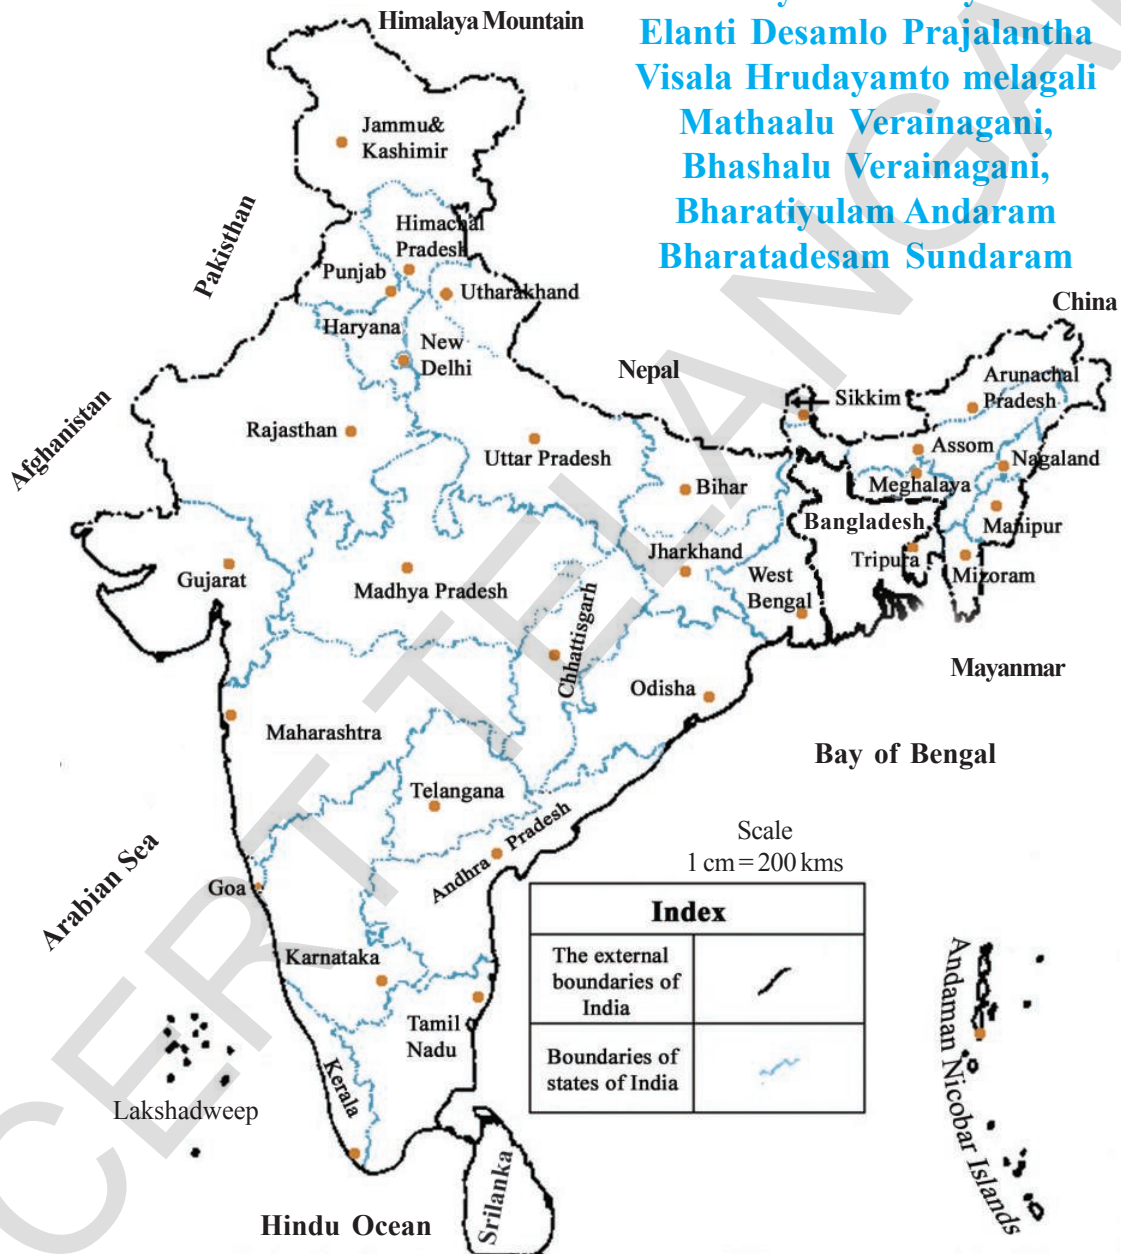 Himalaya Mountain
Elanti Desamlo Prajalantha
Visala Hrudayamto melagali
Mathaalu Verainagani,
Bhashalu Verainagani,
Bharatiyulam Andaram
Bharatadesam Sundaram
Jammu&
Kashimir
Pakisthan
Himachal
Pradesh
Punjab
Utharakhand
China
Haryana
New
Delhi
Nepal
Arunachal
Pradesh
Sikkim
Afghanistan
Rajasthan
Uttar Pradesh
Assom
Nagaland
Meghalaya
Bihar
Bangladesh
Manipur
Jharkhand
Tripura
Mizoram
Gujarat
Madhya Pradesh
West
Bengal
Chhattisgarh
Mayanmar
Odisha
Maharashtra
Bay of Bengal
Telangana
Andhra Pradesh
Scale
1 cm = 200 kms
Arabian Sea
Goa
Index
The external
boundaries of
India
Boundaries of
states of India
Karnataka
Tamil
Nadu
Kerala
Lakshadweep
Andaman Nicobar Islands
Srilanka
Hindu Ocean
CERT TELANGA